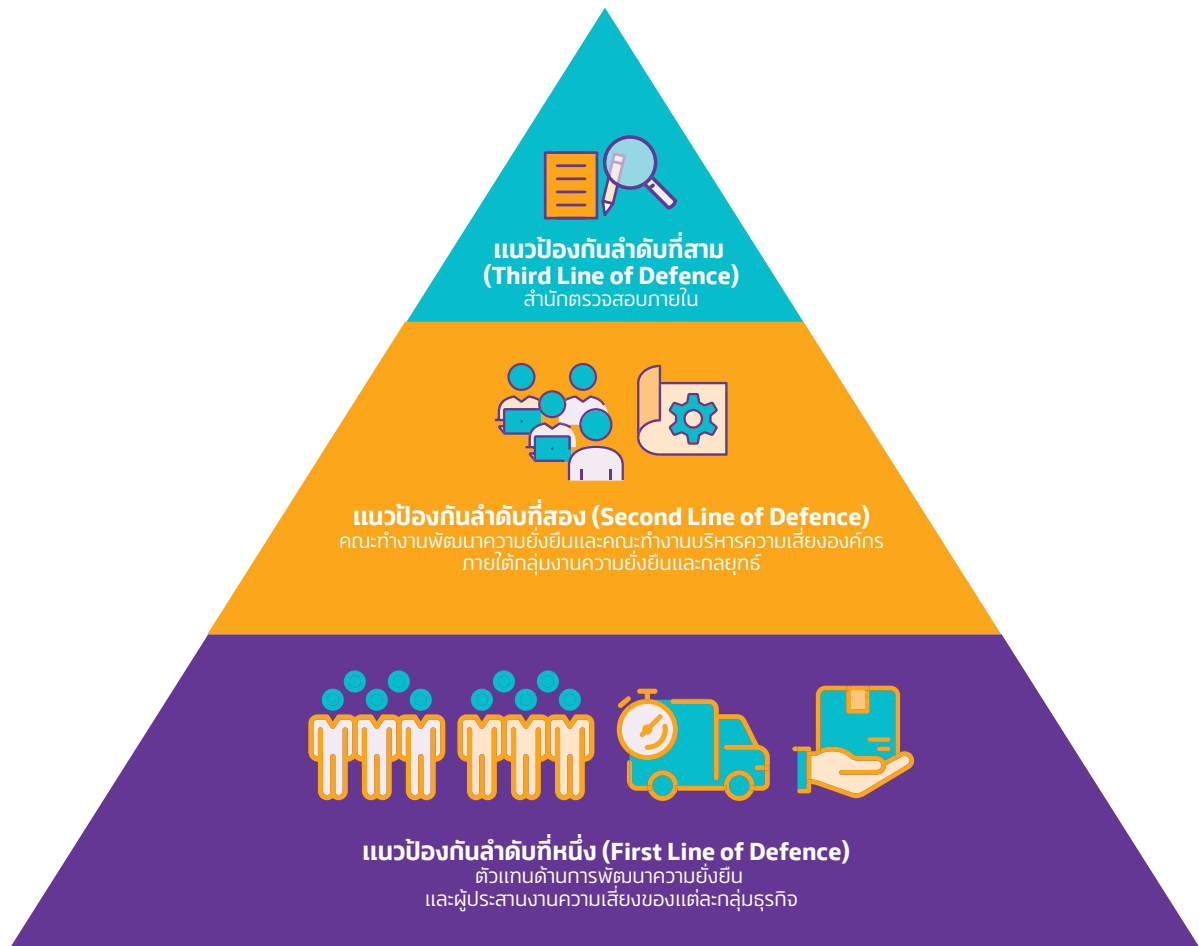 แนวป้องกันลำดับที่สาม
(Third Line of Defence)
สำนักตรวจสอบภายใน
แนวป้องกันลำดับที่สอง (Second Line of Defence)
คณะทำงานพัฒนาความยั่งยืนและคณะทำงานบริหารความเสี่ยงองค์กร
ภายใต้กลุ่มงานความยั่งยืนและกลยุทธ์
แนวป้องกันลำดับที่หนึ่ง (First Line of Defence)
ตัวแทนด้านการพัฒนาความยั่งยืน
และผู้ประสานงานความเสี่ยงของแต่ละกลุ่มธุรกิจ